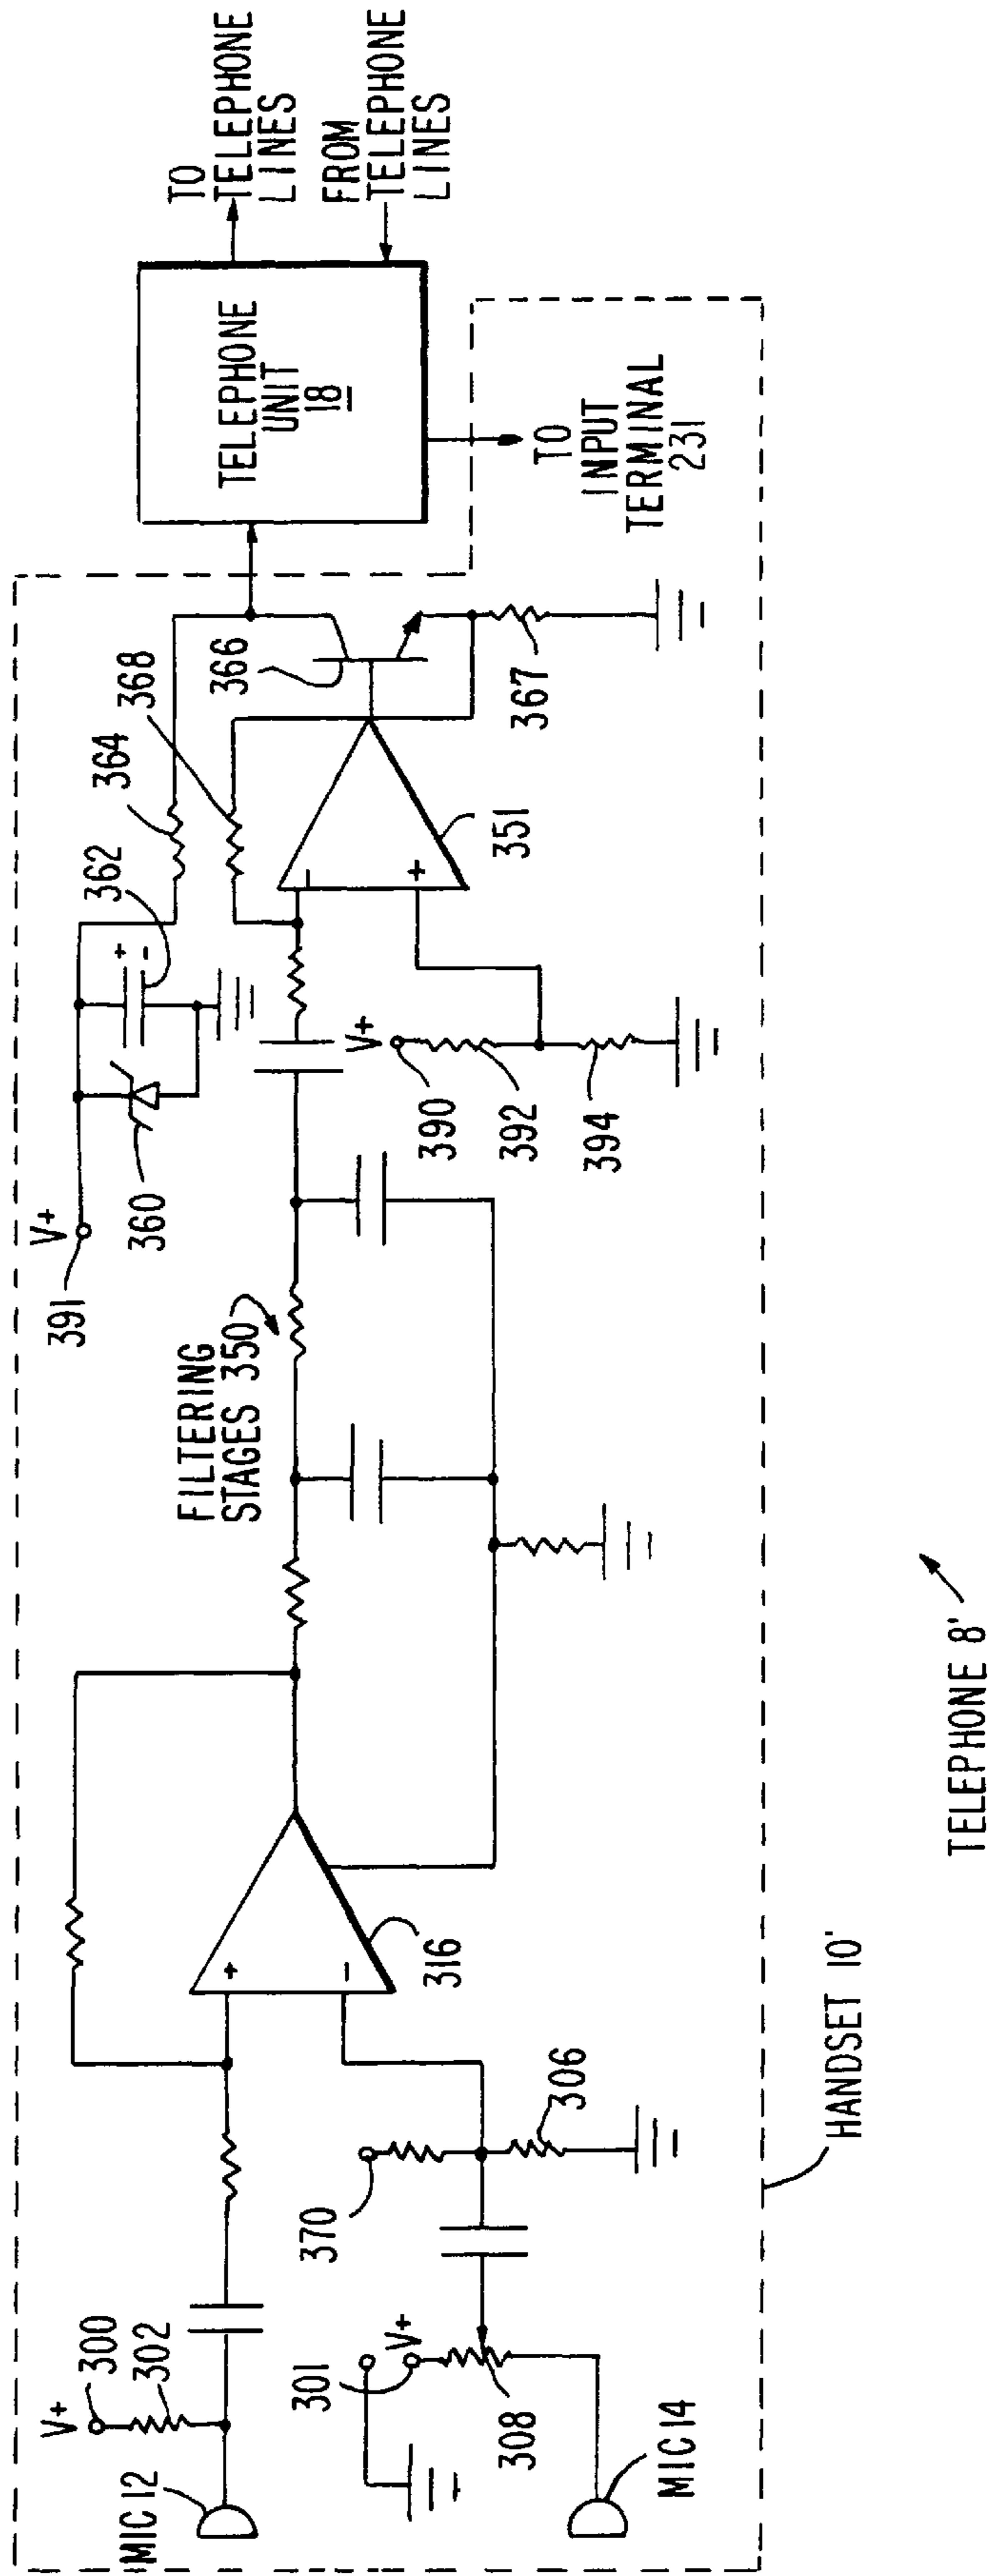 MIC 12
V+
300
302
301
V+
308
MIC 14
370
306
+
-
316
FILTERING
STAGES 350
391
V+
360
+
-
362
364
368
366
V+
390
392
394
-
+
351
367
TELEPHONE
UNIT
18
TO
TELEPHONE
LINES
FROM
TELEPHONE
LINES
TO
INPUT
TERMINAL
231
HANDSET 10'
TELEPHONE 8'